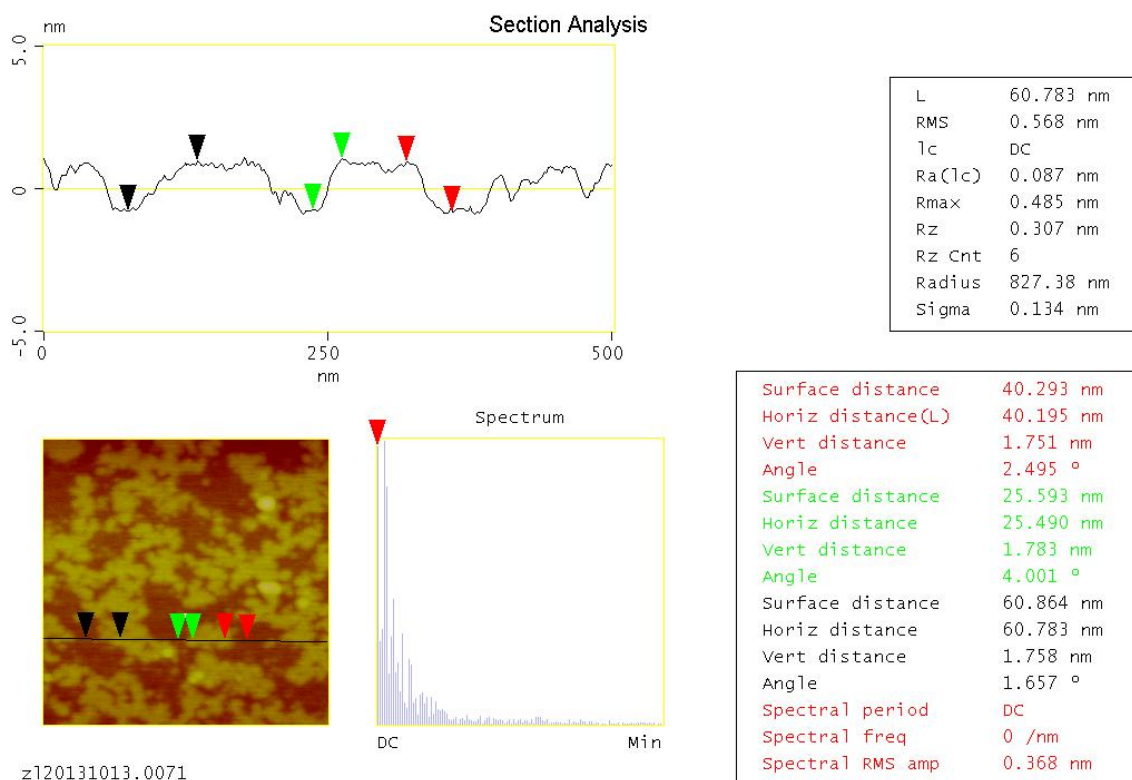 Section Analysis
nm
5.0
0
-5.0
0 250 500
nm
L 60.783 nm
RMS 0.568 nm
lc DC
Ra(lc) 0.087 nm
Rmax 0.485 nm
Rz 0.307 nm
Rz Cnt 6
Radius 827.38 nm
Sigma 0.134 nm
Spectrum
DC Min
Surface distance 40.293 nm
Horiz distance(L) 40.195 nm
Vert distance 1.751 nm
Angle 2.495 º
Surface distance 25.593 nm
Horiz distance 25.490 nm
Vert distance 1.783 nm
Angle 4.001 º
Surface distance 60.864 nm
Horiz distance 60.783 nm
Vert distance 1.758 nm
Angle 1.657 º
Spectral period DC
Spectral freq 0 /nm
Spectral RMS amp 0.368 nm
zl20131013.0071